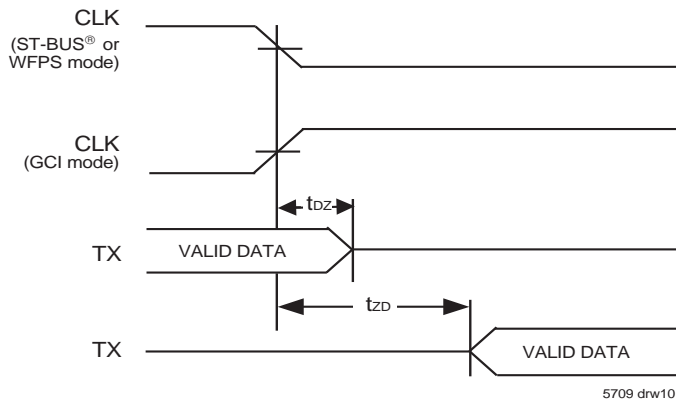 CLK
(ST-BUS® or
WFPS mode)
CLK
(GCI mode)
tDZ
TX
VALID DATA
tZD
TX
VALID DATA
5709 drw10